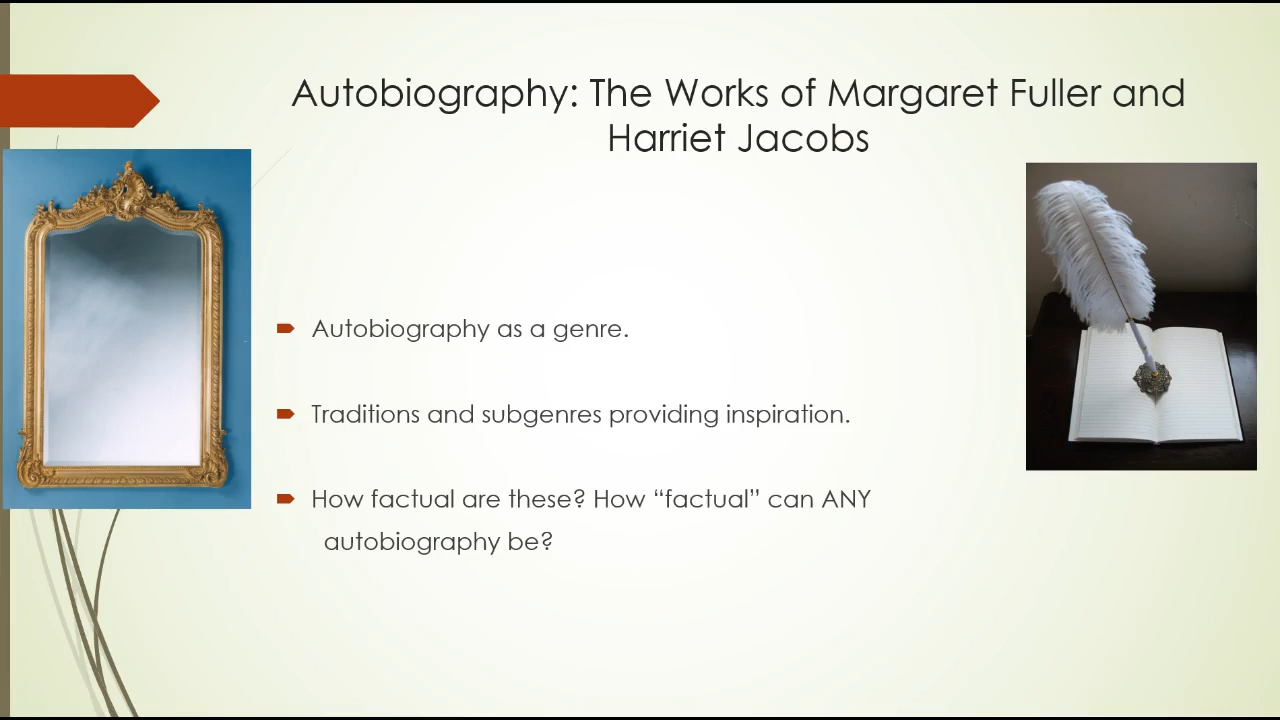 Autobiography: The Works of Margaret Fuller and
Harriet Jacobs
Autobiography as a genre.
Traditions and subgenres providing inspiration.
How factual are these? How “factual” can ANY
autobiography be?